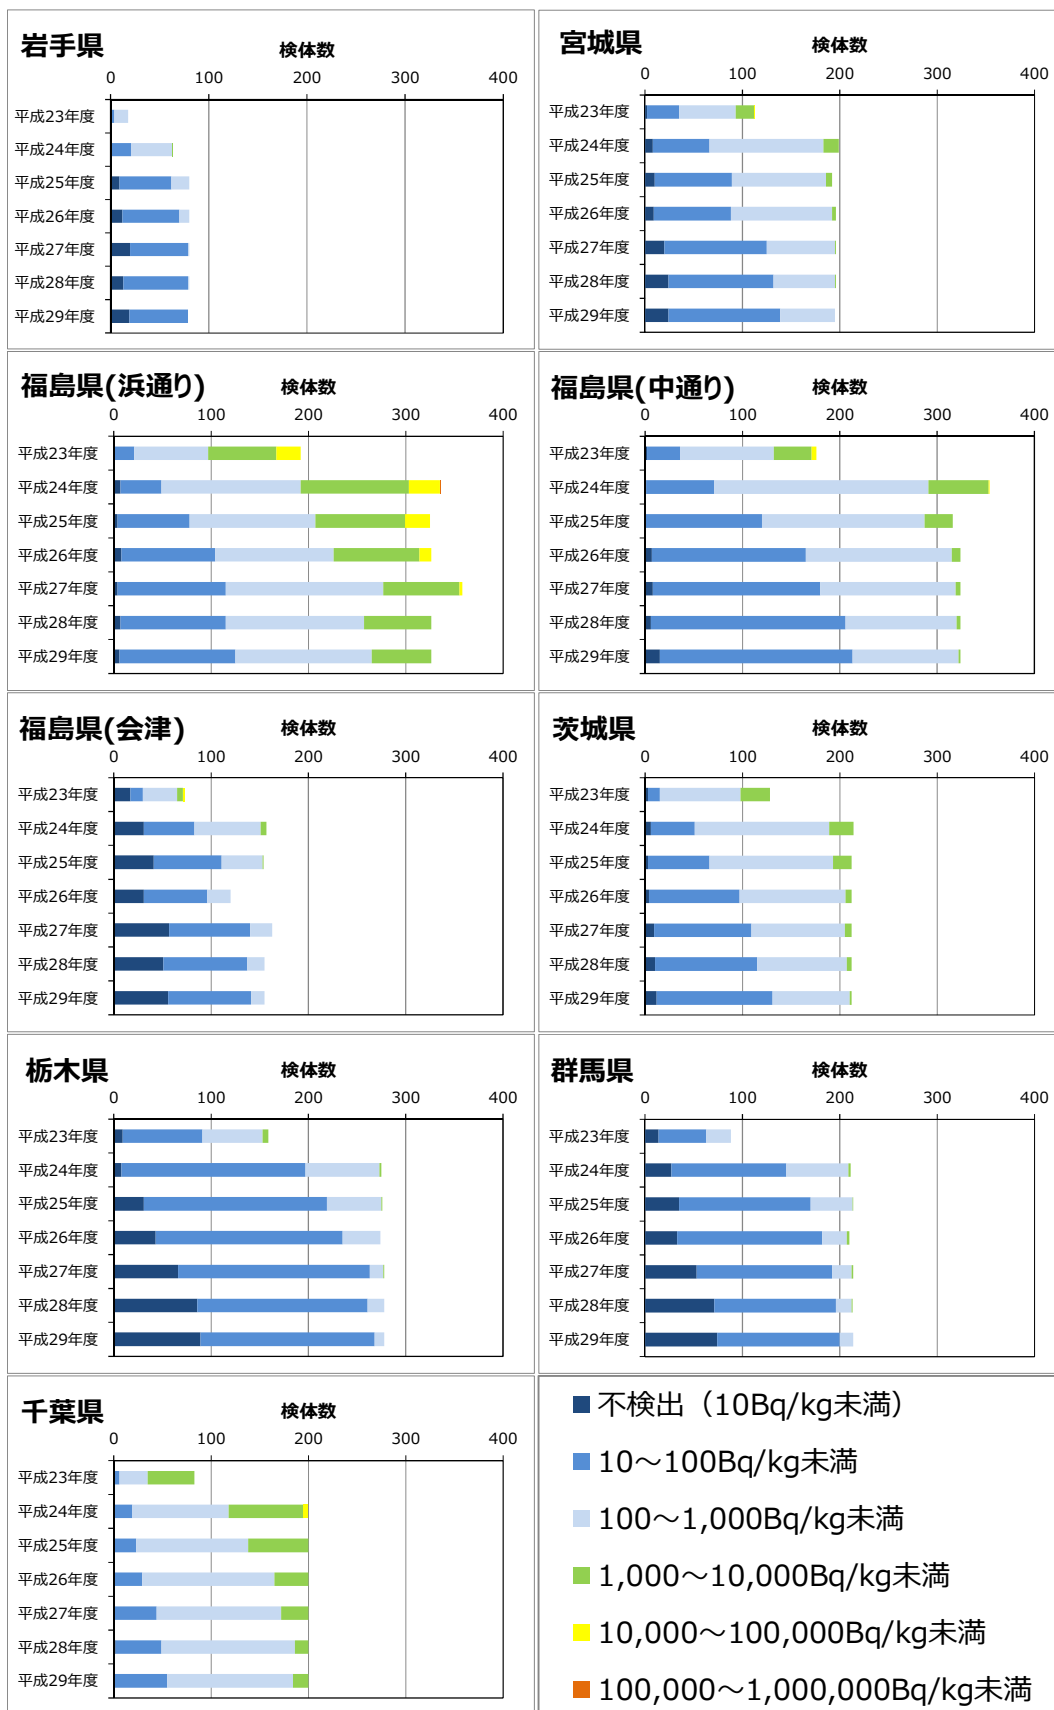 岩手県
検体数
0 100 200 300 400
平成23年度
平成24年度
平成25年度
平成26年度
平成27年度
平成28年度
平成29年度
宮城県
検体数
0 100 200 300 400
平成23年度
平成24年度
平成25年度
平成26年度
平成27年度
平成28年度
平成29年度
福島県(浜通り)
検体数
0 100 200 300 400
平成23年度
平成24年度
平成25年度
平成26年度
平成27年度
平成28年度
平成29年度
福島県(中通り)
検体数
0 100 200 300 400
平成23年度
平成24年度
平成25年度
平成26年度
平成27年度
平成28年度
平成29年度
福島県(会津)
検体数
0 100 200 300 400
平成23年度
平成24年度
平成25年度
平成26年度
平成27年度
平成28年度
平成29年度
茨城県
検体数
0 100 200 300 400
平成23年度
平成24年度
平成25年度
平成26年度
平成27年度
平成28年度
平成29年度
栃木県
検体数
0 100 200 300 400
平成23年度
平成24年度
平成25年度
平成26年度
平成27年度
平成28年度
平成29年度
群馬県
検体数
0 100 200 300 400
平成23年度
平成24年度
平成25年度
平成26年度
平成27年度
平成28年度
平成29年度
千葉県
検体数
0 100 200 300 400
平成23年度
平成24年度
平成25年度
平成26年度
平成27年度
平成28年度
平成29年度
不検出（10Bq/kg未満）
10～100Bq/kg未満
100～1,000Bq/kg未満
1,000～10,000Bq/kg未満
10,000～100,000Bq/kg未満
100,000～1,000,000Bq/kg未満